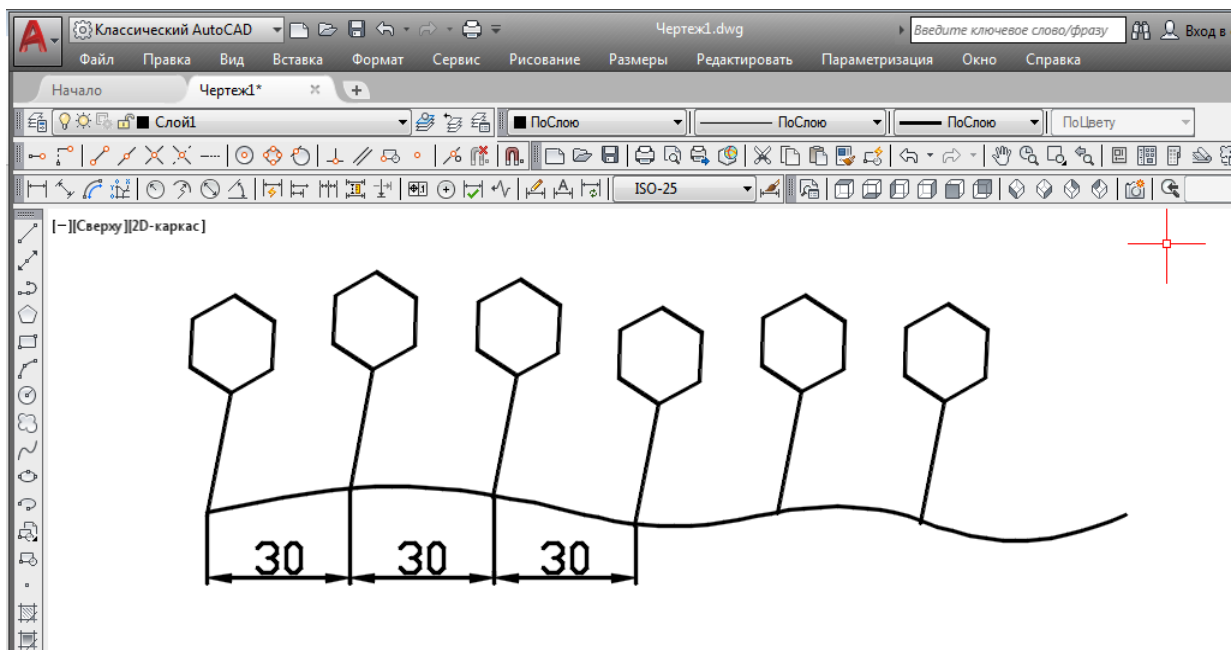 Классический AutoCAD Чертеж1.dwg Введите ключевое слово/фразу Вход в
Файл Правка Вид Вставка Формат Сервис Рисование Размеры Редактировать Параметризация Окно Справка
Начало Чертеж1*
Слой1 ПоСлою ПоСлою ПоСлою ПоЦвету
ISO-25
[−][Сверху][2D-каркас]
30 30 30